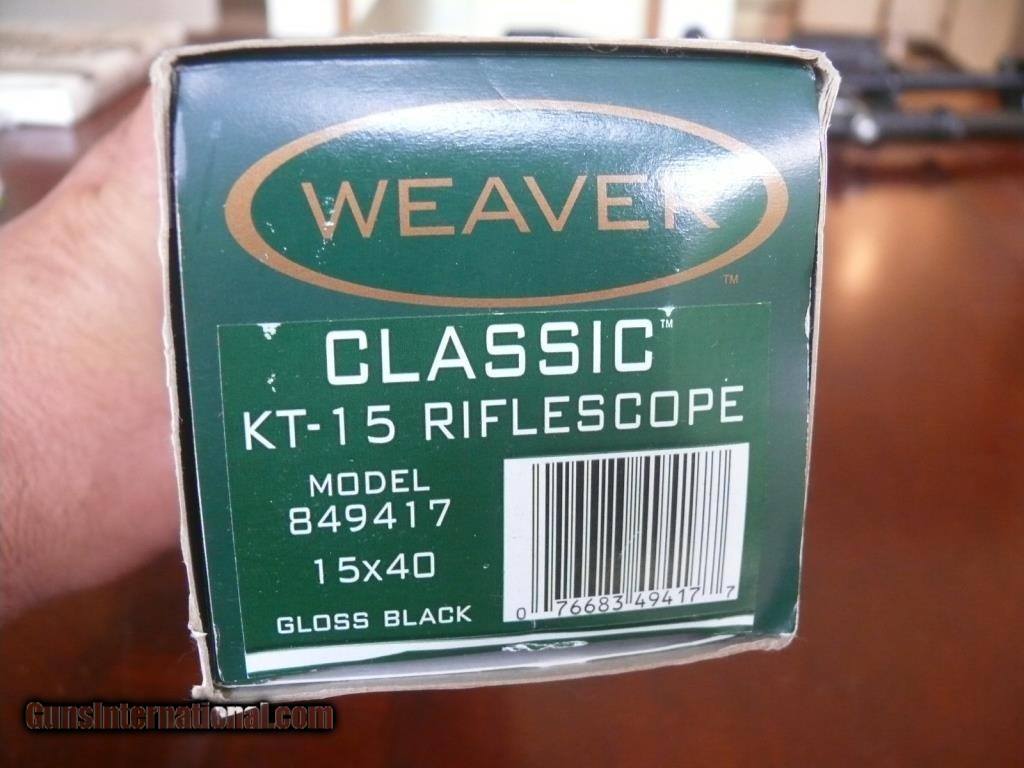 WEAVER
TM
CLASSIC™
KT-15 RIFLESCOPE
MODEL
849417
15x40
GLOSS BLACK
0 76683 49417 7
GunsInternational.com